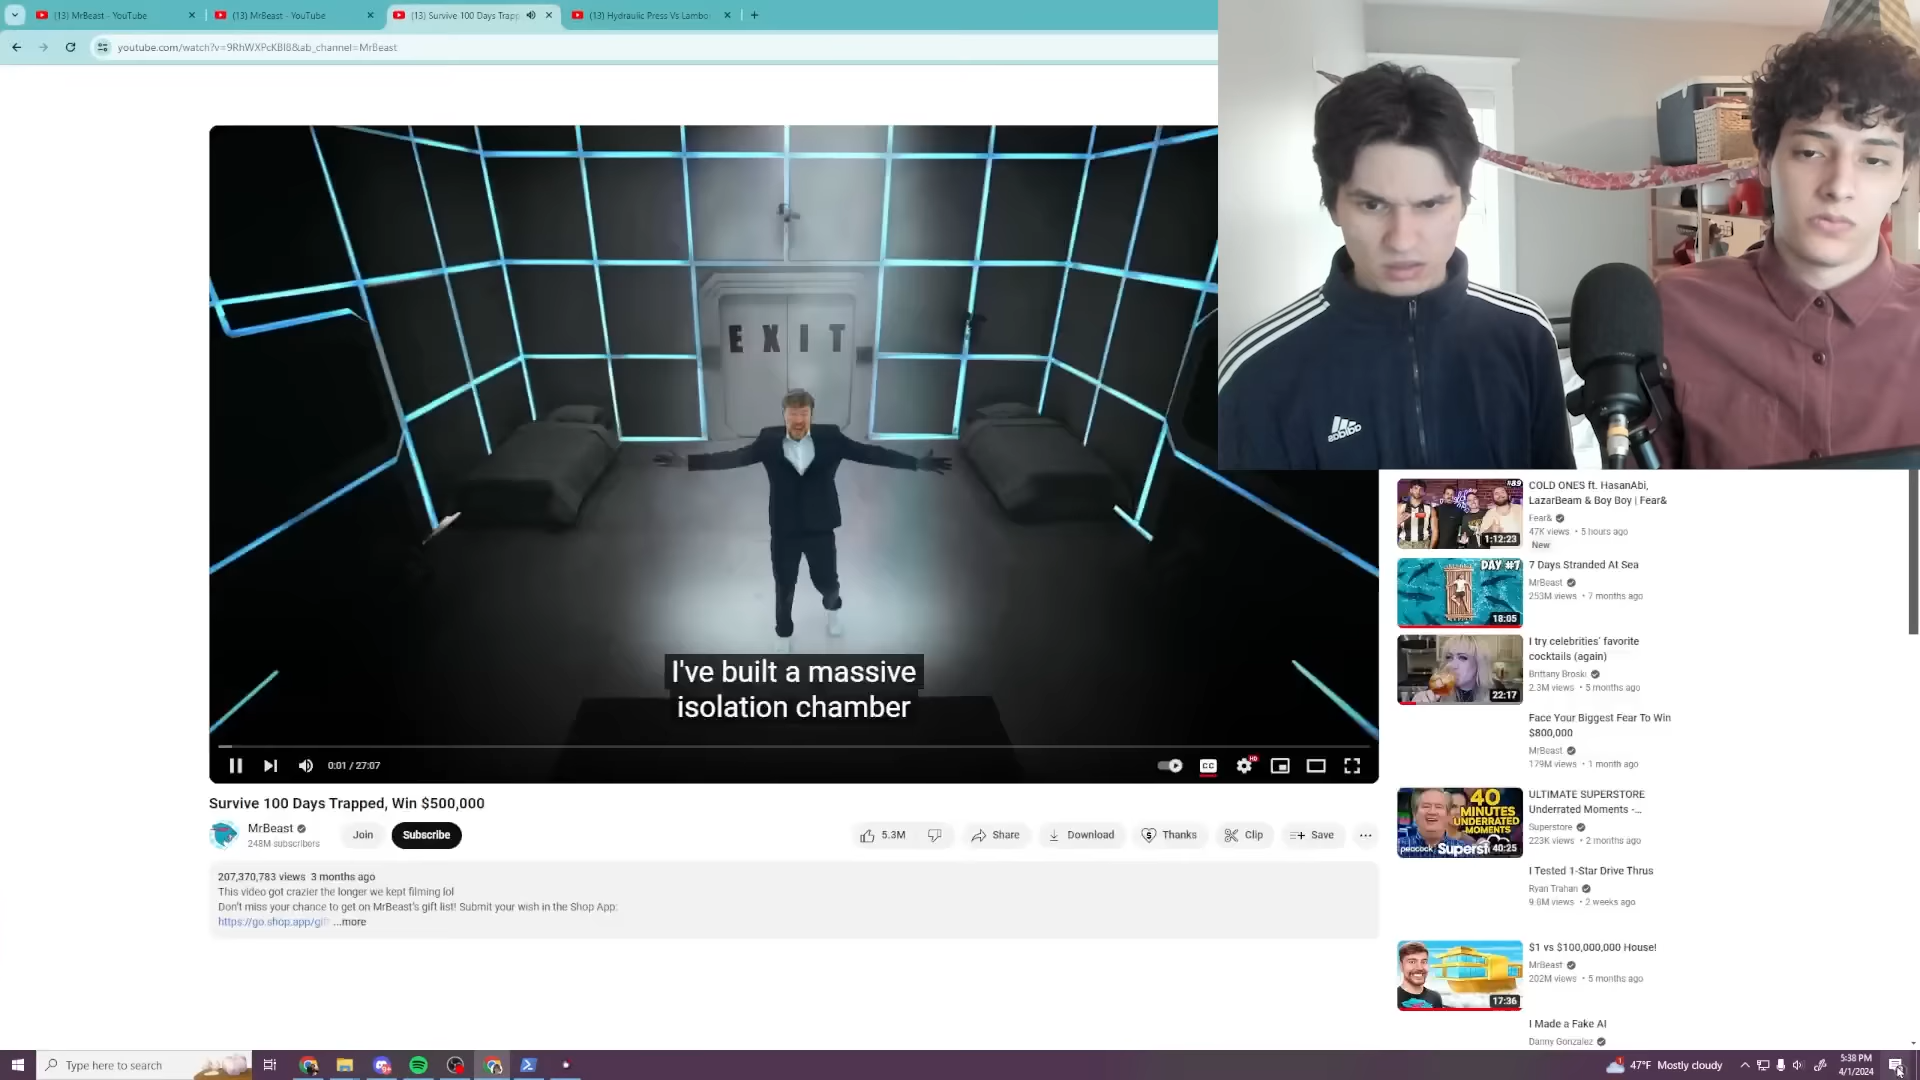 (13) MrBeast - YouTube
(13) MrBeast - YouTube
(13) Survive 100 Days Trapp
(13) Hydraulic Press Vs Lambo
youtube.com/watch?v=9RhWXPcKBI8&ab_channel=MrBeast
EXIT
I've built a massive
isolation chamber
0:01 / 27:07
CC
HD
Survive 100 Days Trapped, Win $500,000
MrBeast
248M subscribers
Join
Subscribe
5.3M
Share
Download
Thanks
Clip
Save
207,370,783 views 3 months ago
This video got crazier the longer we kept filming lol
Don't miss your chance to get on MrBeast's gift list! Submit your wish in the Shop App:
https://go.shop.app/gif ...more
adidas
#89
1:12:23
COLD ONES ft. HasanAbi,
LazarBeam & Boy Boy | Fear&
Fear&
47K views • 5 hours ago
New
DAY #7
18:05
7 Days Stranded At Sea
MrBeast
253M views • 7 months ago
22:17
I try celebrities' favorite
cocktails (again)
Brittany Broski
2.3M views • 5 months ago
Face Your Biggest Fear To Win
$800,000
MrBeast
179M views • 1 month ago
40
MINUTES
UNDERRATED
MOMENTS
peacock
Superst
40:25
ULTIMATE SUPERSTORE
Underrated Moments -...
Superstore
223K views • 2 months ago
I Tested 1-Star Drive Thrus
Ryan Trahan
9.8M views • 2 weeks ago
17:36
$1 vs $100,000,000 House!
MrBeast
202M views • 5 months ago
I Made a Fake AI
Danny Gonzalez
Type here to search
47°F Mostly cloudy
5:38 PM
4/1/2024